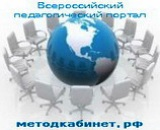 Всероссийский
педагогический портал
методкабинет.рф